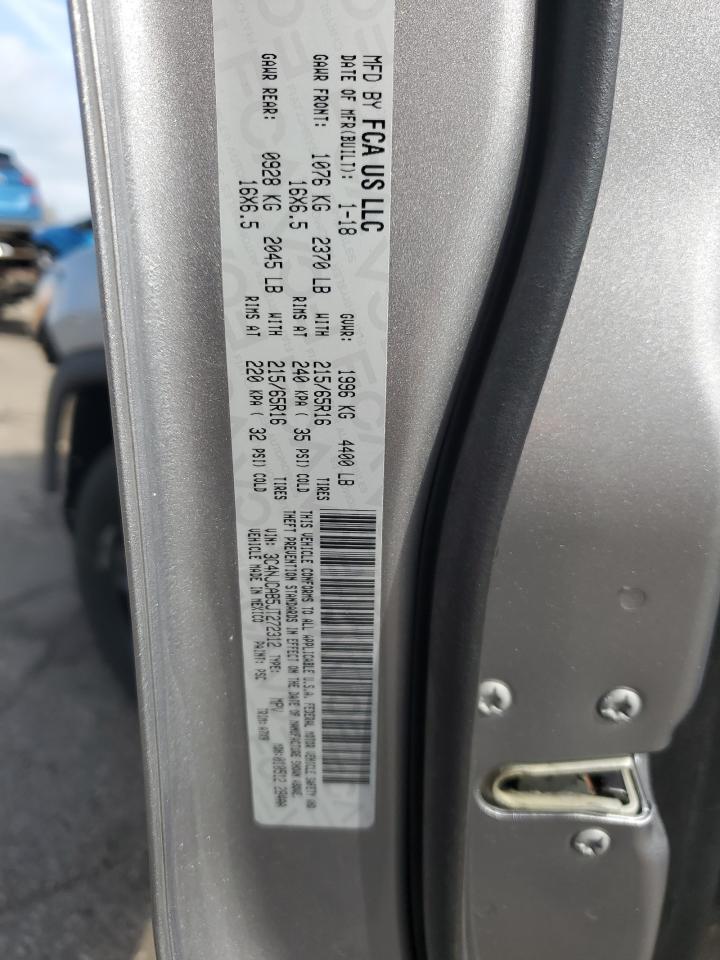 MFD BY FCA US LLC
DATE OF MFR(BUILT): 1-18 GVWR: 1996 KG 4400 LB
GAWR FRONT: 1076 KG 2370 LB WITH 215/65R16 TIRES
16X6.5 RIMS AT 240 KPA( 35 PSI) COLD
GAWR REAR: 0928 KG 2045 LB WITH 215/65R16 TIRES
16X6.5 RIMS AT 220 KPA( 32 PSI) COLD
THIS VEHICLE CONFORMS TO ALL APPLICABLE U.S.A. FEDERAL MOTOR VEHICLE SAFETY AND
THEFT PREVENTION STANDARDS IN EFFECT ON THE DATE OF MANUFACTURE SHOWN ABOVE.
VIN: 3C4NJCAB5JT272312 TYPE: MPV
VEHICLE MADE IN MEXICO PAINT: PSC